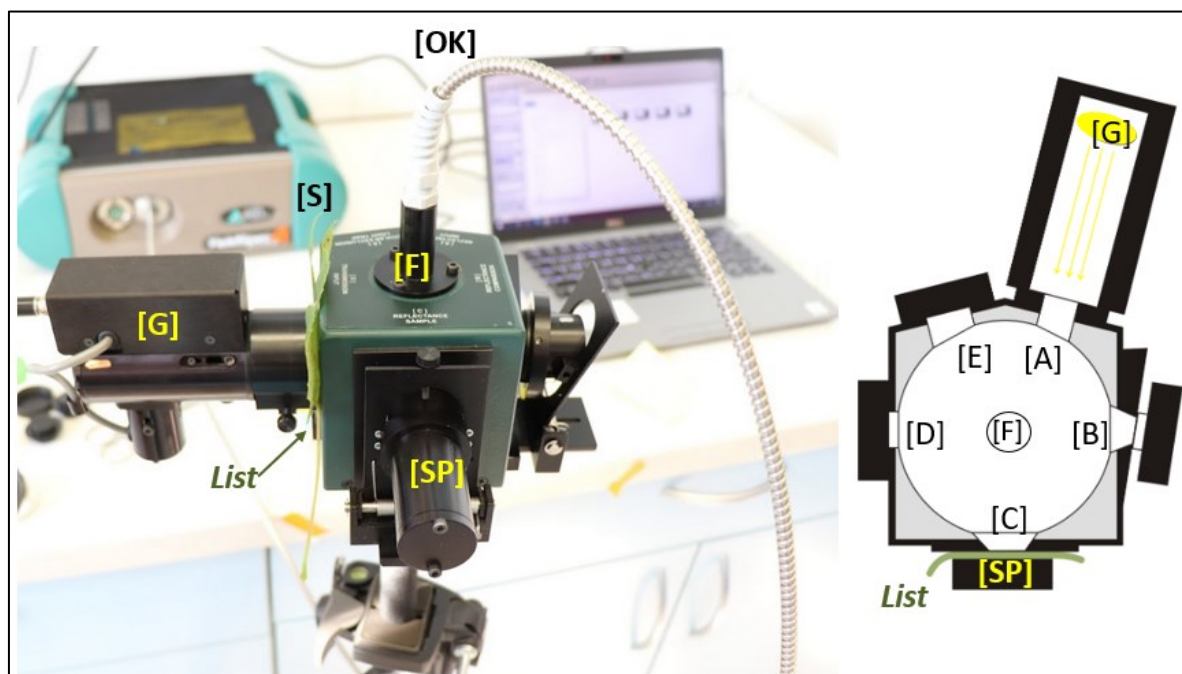 [OK]
[S]
[F]
[G]
[C]
REFLECTANCE
SAMPLE
[SP]
List
[G]
[E]
[A]
[D]
[F]
[B]
[C]
[SP]
List